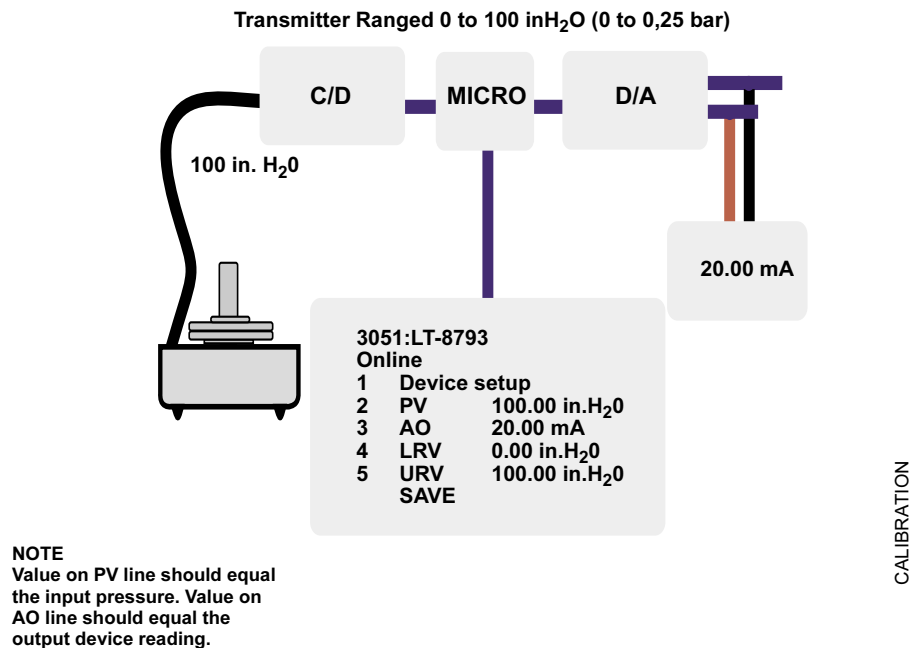 Transmitter Ranged 0 to 100 inH₂O (0 to 0,25 bar)
C/D
MICRO
D/A
100 in. H₂0
20.00 mA
3051:LT-8793
Online
1 Device setup
2 PV 100.00 in.H₂0
3 AO 20.00 mA
4 LRV 0.00 in.H₂0
5 URV 100.00 in.H₂0
SAVE
CALIBRATION
NOTE
Value on PV line should equal
the input pressure. Value on
AO line should equal the
output device reading.